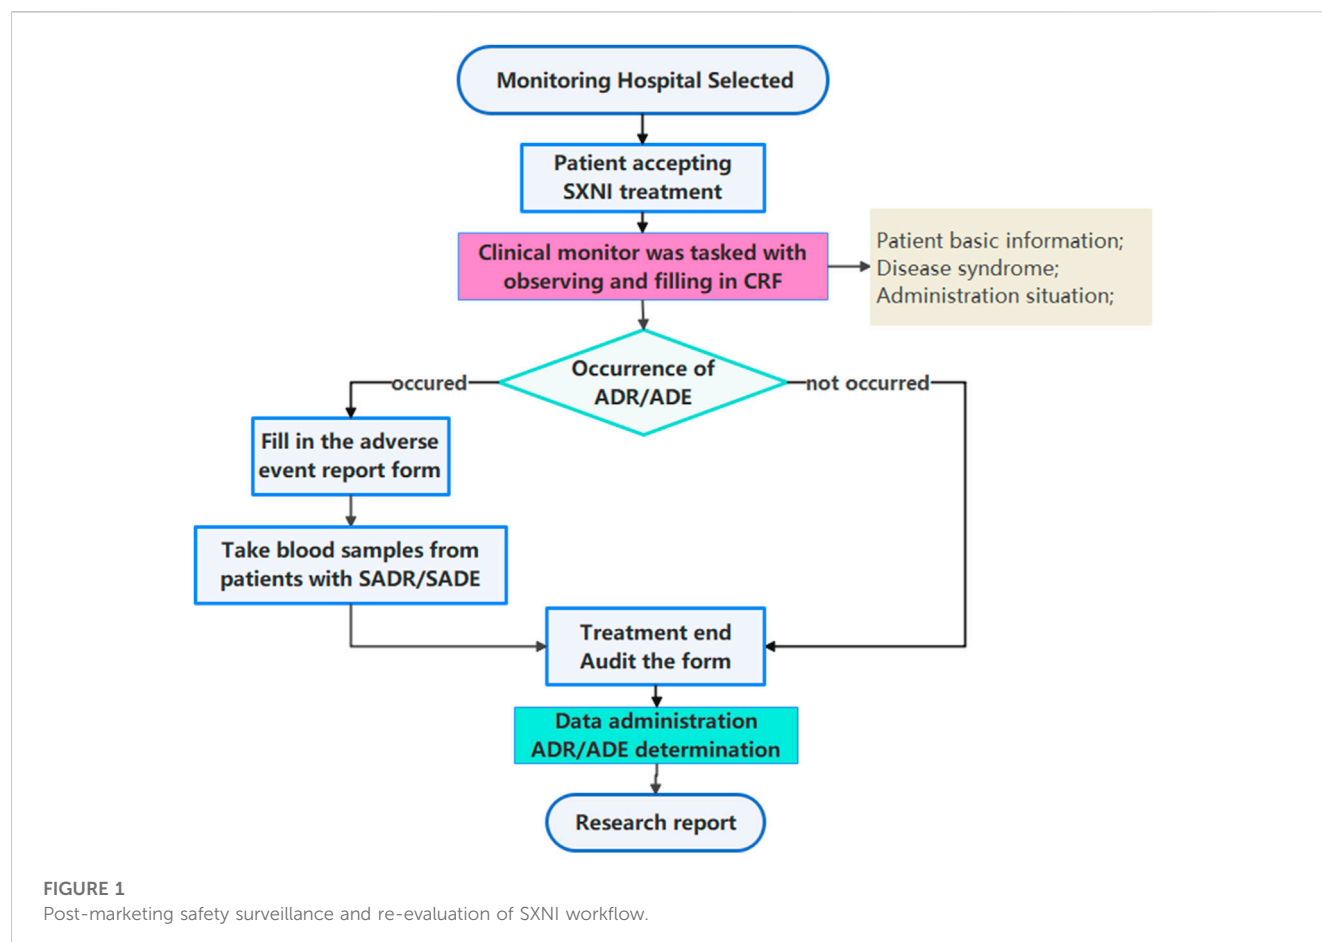 Monitoring Hospital Selected
Patient accepting
SXNI treatment
Clinical monitor was tasked with
observing and filling in CRF
Patient basic information;
Disease syndrome;
Administration situation;
Occurrence of
ADR/ADE
occured
not occurred
Fill in the adverse
event report form
Take blood samples from
patients with SADR/SADE
Treatment end
Audit the form
Data administration
ADR/ADE determination
Research report
FIGURE 1
Post-marketing safety surveillance and re-evaluation of SXNI workflow.